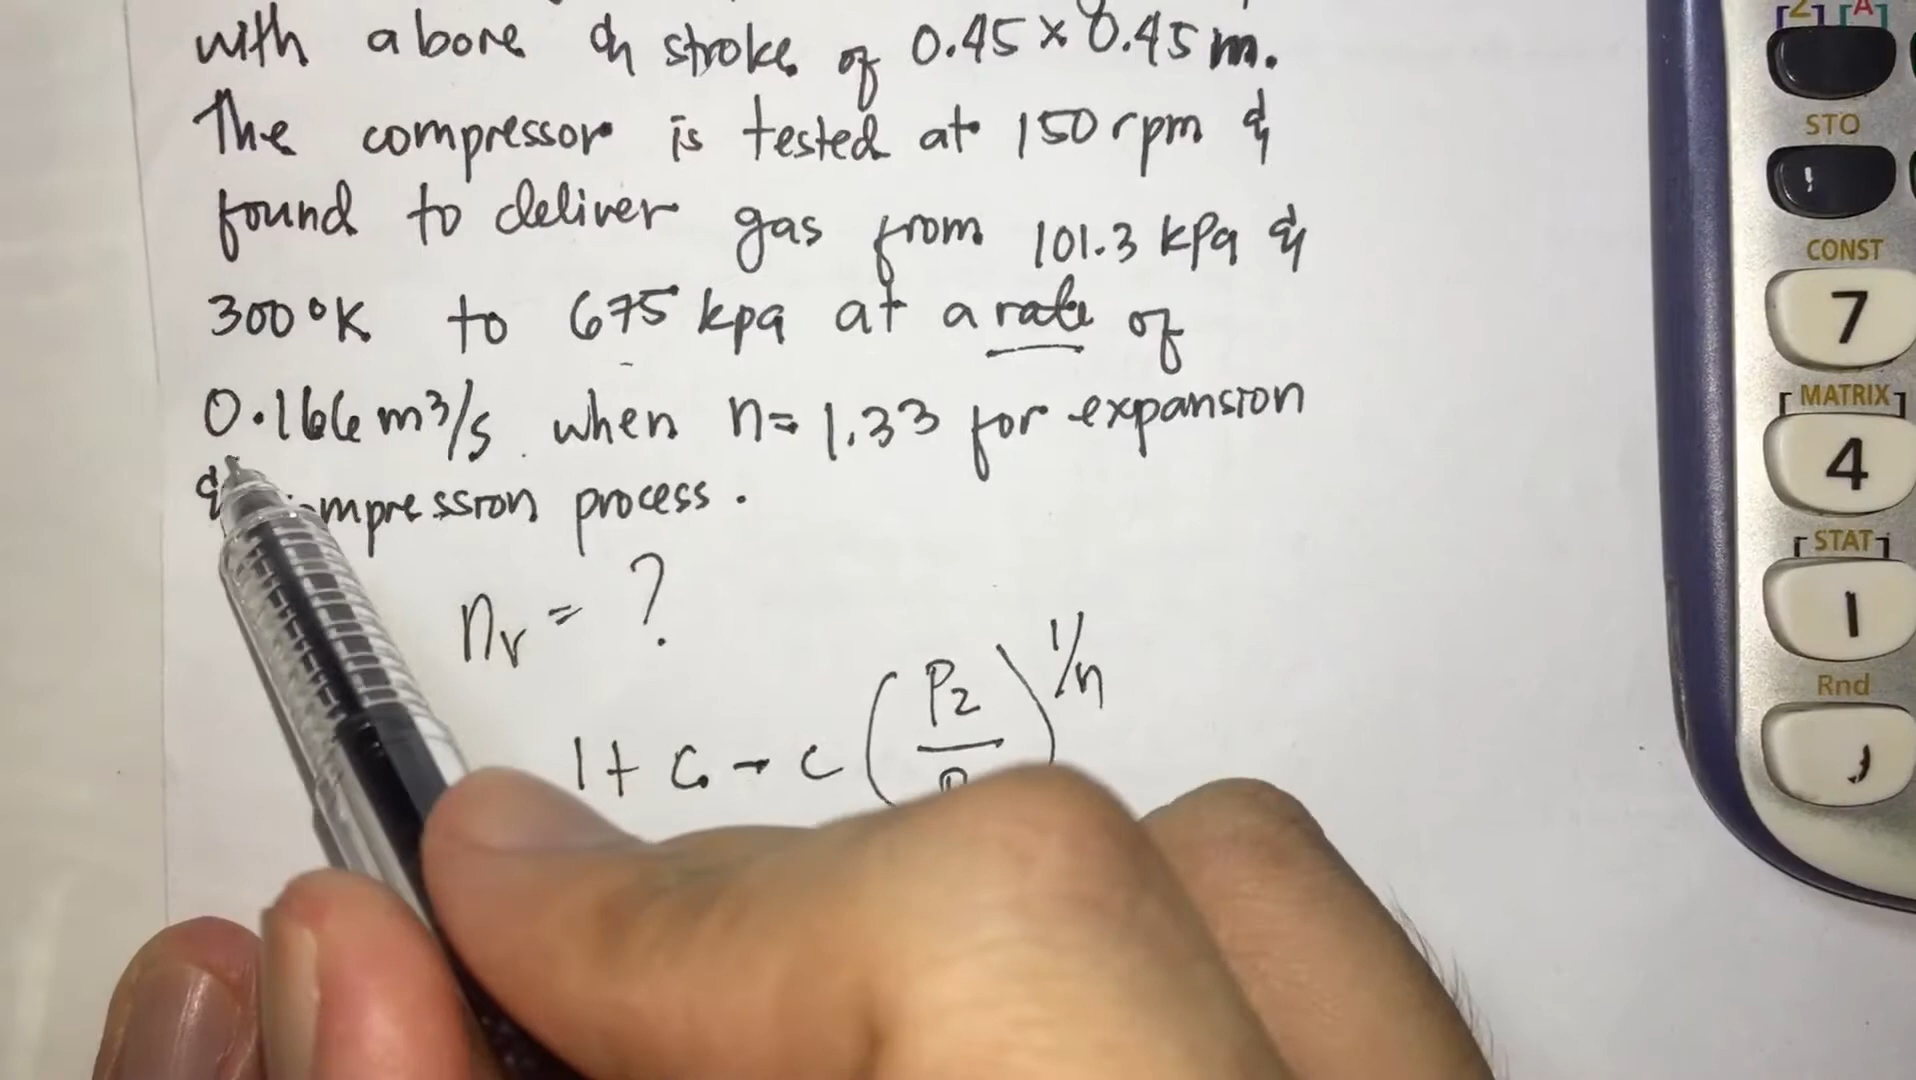 with a bore & stroke of 0.45 x 0.45 m.
The compressor is tested at 150 rpm &
found to deliver gas from 101.3 kPa &
300°K to 675 kpa at a rate of
0.166 m³/s when n = 1.33 for expansion
& mpression process.
nv = ?
1 + c - c (P2/P )^1/n
[Z] [A]
STO
CONST
7
MATRIX
4
STAT
1
Rnd